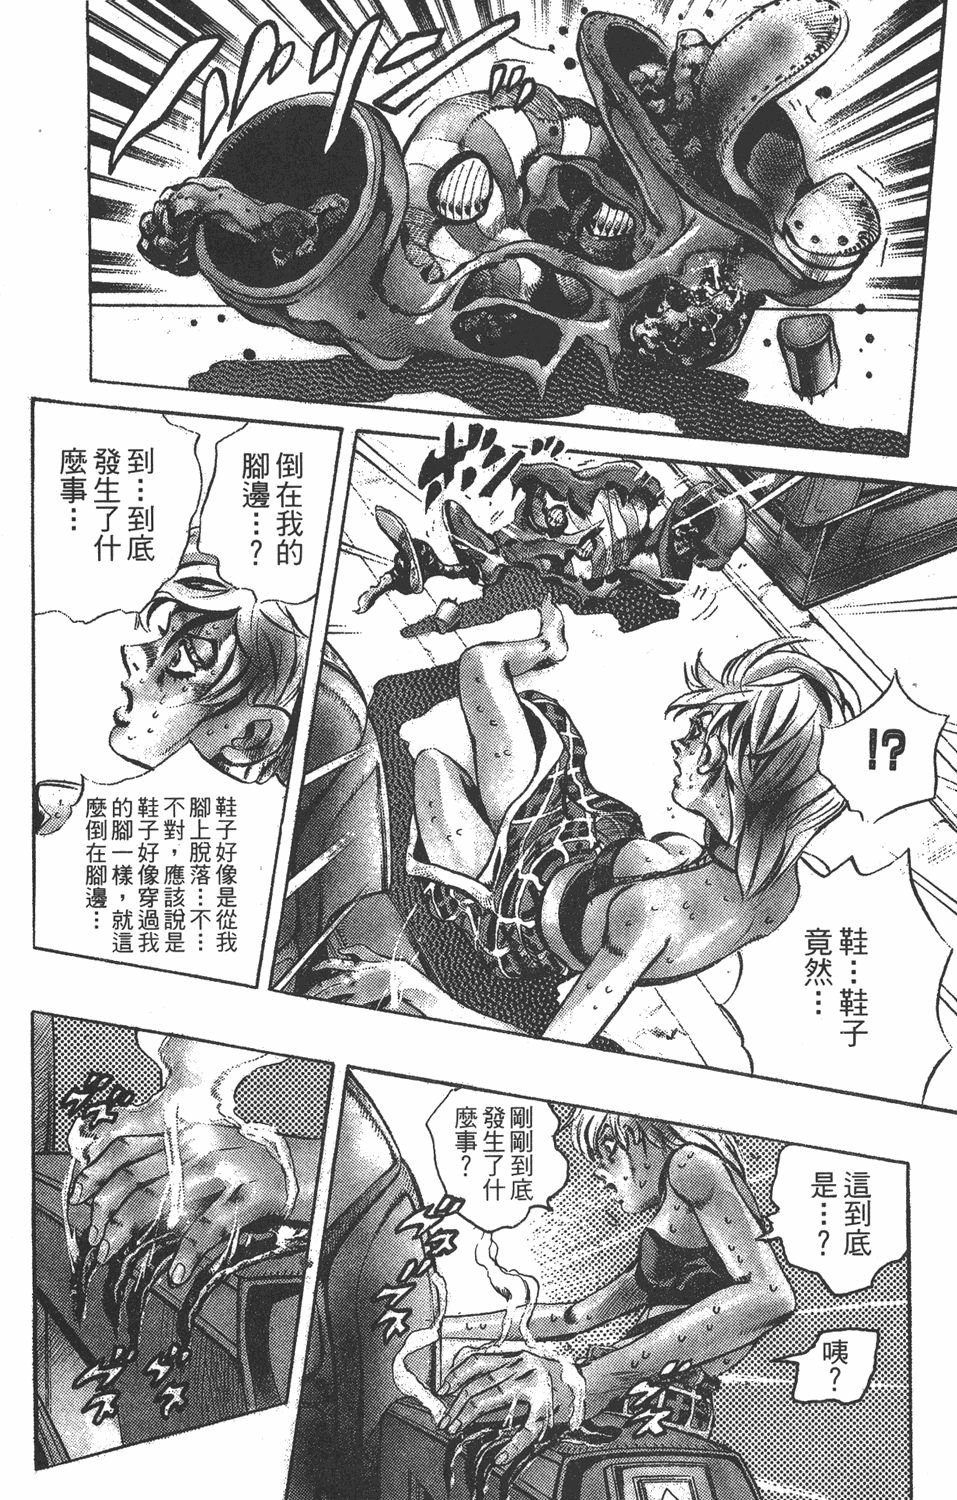 !?
鞋…鞋子
竟然…
倒在我的
腳邊…?
到…到底
發生了什
麼事…
鞋子好像是從我
腳上脫落…不…
不對，應該說是
鞋子好像穿過我
的腳一樣，就這
麼倒在腳邊…
這到底
是…?
咦?
剛剛到底
發生了什
麼事?